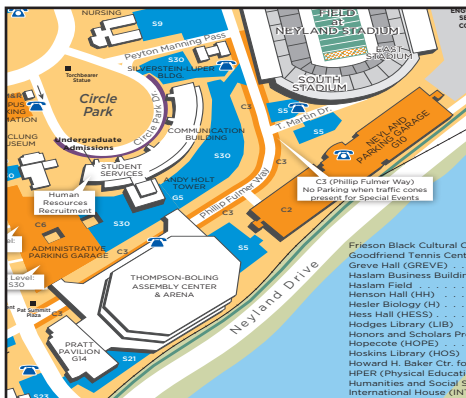 NURSING
S9
Peyton Manning Pass
S30
SILVERSTEIN-LUPER
BLDG.
FIELD
at
NEYLAND STADIUM
EAST
STADIUM
SOUTH
STADIUM
Torchbearer
Statue
Circle
Park
Circle Park Dr.
C3
S5
T. Martin Dr.
S5
NEYLAND
PARKING GARAGE
G10
COMMUNICATION
BUILDING
Undergraduate
Admissions
STUDENT
SERVICES
S30
C3
ANDY HOLT
TOWER
G5
Phillip Fulmer Way
C3 (Phillip Fulmer Way)
No Parking when traffic cones
present for Special Events
Human
Resources
Recruitment
C6
S30
C3
C2
ADMINISTRATIVE
PARKING GARAGE
C3
S5
Level:
S30
THOMPSON-BOLING
ASSEMBLY CENTER
& ARENA
Neyland Drive
Pat Summitt
Plaza
C3
PRATT
PAVILION
G14
S21
S23
Frieson Black Cultural C
Goodfriend Tennis Cent
Greve Hall (GREVE) . . .
Haslam Business Buildin
Haslam Field . . . . .
Henson Hall (HH) . . .
Hesler Biology (H) . . .
Hess Hall (HESS) . . . .
Hodges Library (LIB) . .
Honors and Scholars Pr
Hopecote (HOPE) . . . .
Hoskins Library (HOS)
Howard H. Baker Ctr. fo
HPER (Physical Educati
Humanities and Social S
International House (IN